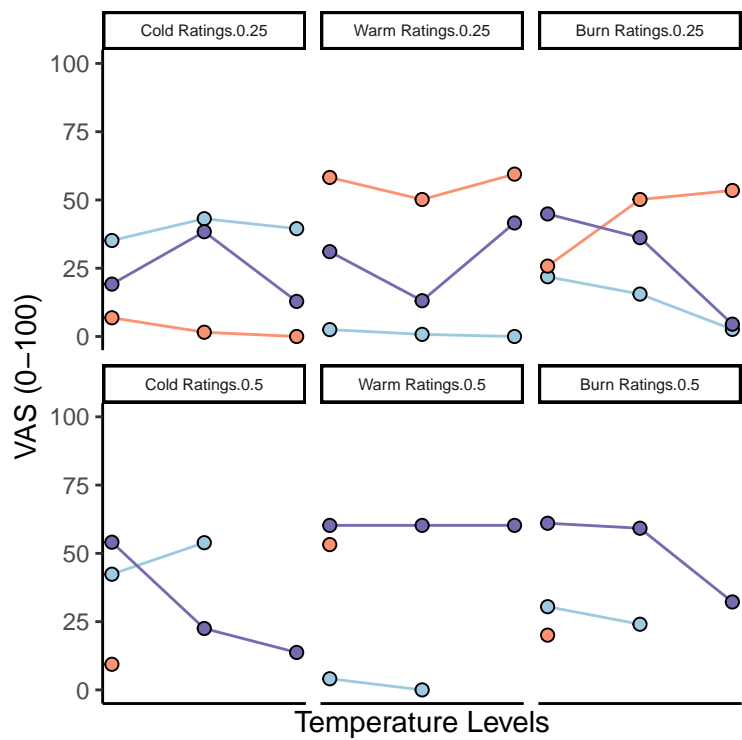 Cold Ratings.0.25
Warm Ratings.0.25
Burn Ratings.0.25
100
75
50
25
0
Cold Ratings.0.5
Warm Ratings.0.5
Burn Ratings.0.5
100
75
50
25
0
VAS (0−100)
Temperature Levels